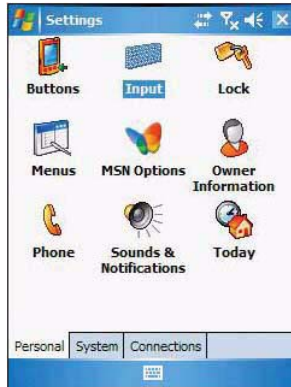 Settings
Buttons
Input
Lock
Menus
MSN Options
Owner
Information
Phone
Sounds &
Notifications
Today
Personal
System
Connections